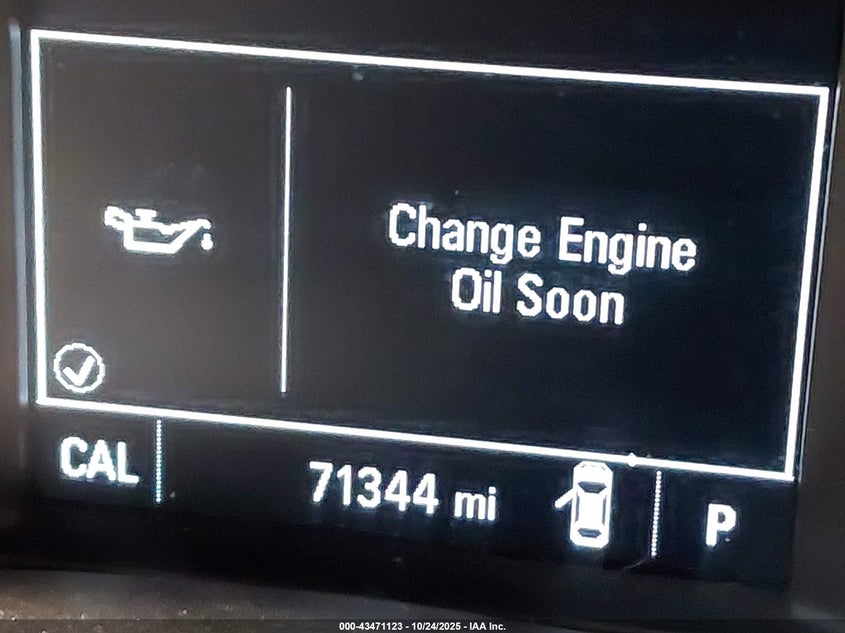 Change Engine
Oil Soon
CAL
71344 mi
P
000-43471123 - 10/24/2025 - IAA Inc.